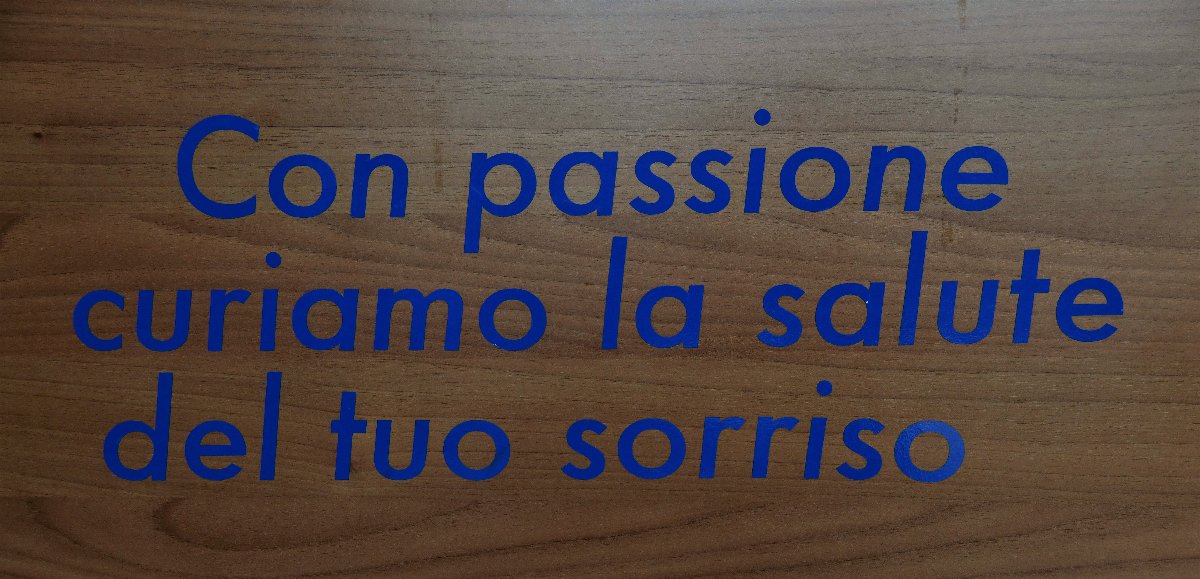 Con passione
curiamo la salute
del tuo sorriso